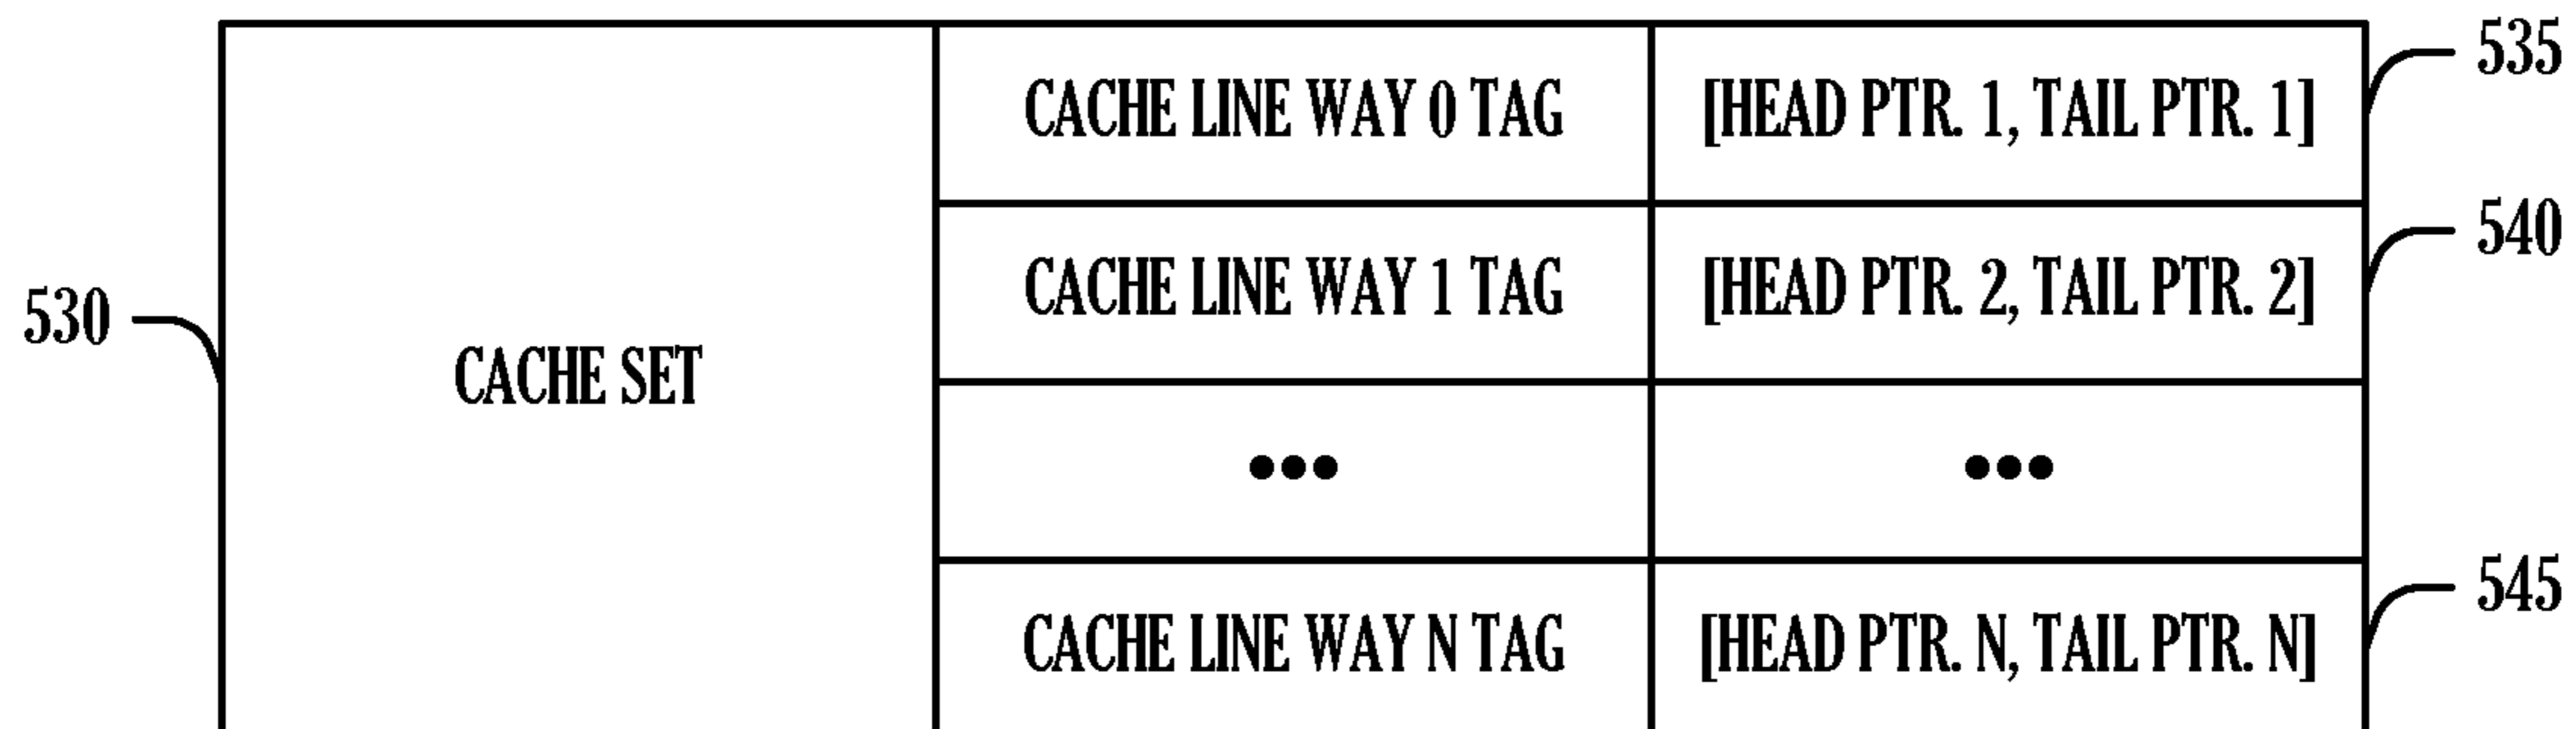 CACHE LINE WAY 0 TAG [HEAD PTR. 1, TAIL PTR. 1] 535
CACHE LINE WAY 1 TAG [HEAD PTR. 2, TAIL PTR. 2] 540
530 CACHE SET
••• •••
CACHE LINE WAY N TAG [HEAD PTR. N, TAIL PTR. N] 545